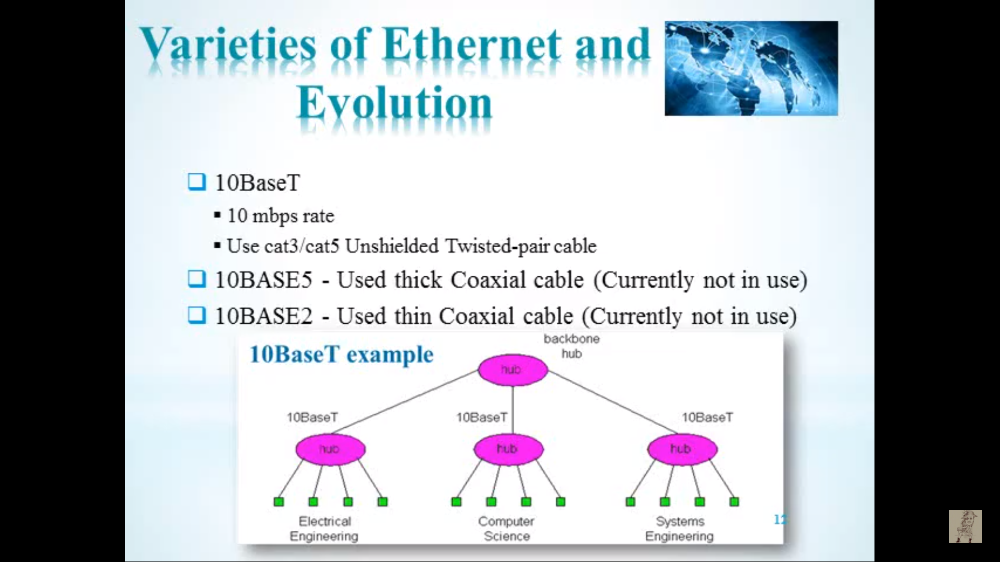 Varieties of Ethernet and
Evolution
10BaseT
10 mbps rate
Use cat3/cat5 Unshielded Twisted-pair cable
10BASE5 - Used thick Coaxial cable (Currently not in use)
10BASE2 - Used thin Coaxial cable (Currently not in use)
10BaseT example
backbone
hub
hub
10BaseT 10BaseT 10BaseT
hub hub hub
Electrical Computer Systems
Engineering Science Engineering
12